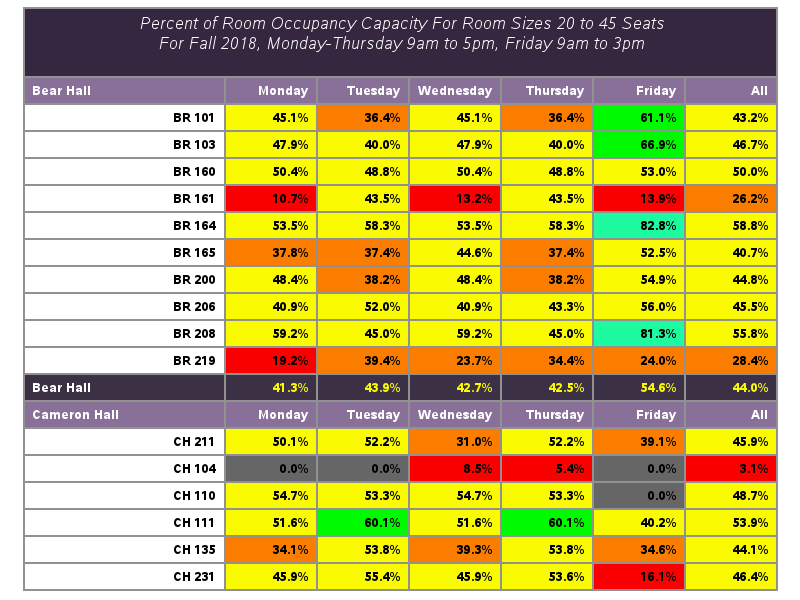 Percent of Room Occupancy Capacity For Room Sizes 20 to 45 Seats
For Fall 2018, Monday-Thursday 9am to 5pm, Friday 9am to 3pm
Bear Hall Monday Tuesday Wednesday Thursday Friday All
BR 101 45.1% 36.4% 45.1% 36.4% 61.1% 43.2%
BR 103 47.9% 40.0% 47.9% 40.0% 66.9% 46.7%
BR 160 50.4% 48.8% 50.4% 48.8% 53.0% 50.0%
BR 161 10.7% 43.5% 13.2% 43.5% 13.9% 26.2%
BR 164 53.5% 58.3% 53.5% 58.3% 82.8% 58.8%
BR 165 37.8% 37.4% 44.6% 37.4% 52.5% 40.7%
BR 200 48.4% 38.2% 48.4% 38.2% 54.9% 44.8%
BR 206 40.9% 52.0% 40.9% 43.3% 56.0% 45.5%
BR 208 59.2% 45.0% 59.2% 45.0% 81.3% 55.8%
BR 219 19.2% 39.4% 23.7% 34.4% 24.0% 28.4%
Bear Hall 41.3% 43.9% 42.7% 42.5% 54.6% 44.0%
Cameron Hall Monday Tuesday Wednesday Thursday Friday All
CH 211 50.1% 52.2% 31.0% 52.2% 39.1% 45.9%
CH 104 0.0% 0.0% 8.5% 5.4% 0.0% 3.1%
CH 110 54.7% 53.3% 54.7% 53.3% 0.0% 48.7%
CH 111 51.6% 60.1% 51.6% 60.1% 40.2% 53.9%
CH 135 34.1% 53.8% 39.3% 53.8% 34.6% 44.1%
CH 231 45.9% 55.4% 45.9% 53.6% 16.1% 46.4%